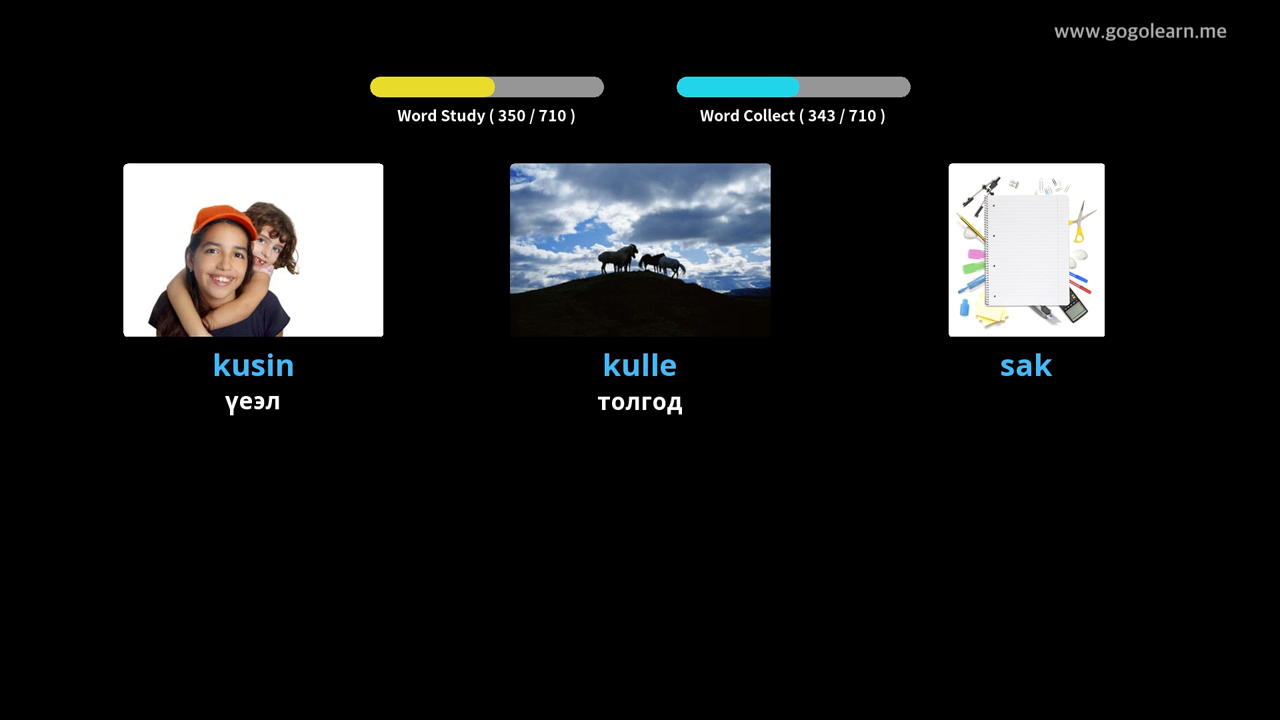 www.gogolearn.me
Word Study ( 350 / 710 )
Word Collect ( 343 / 710 )
kusin
үеэл
kulle
толгод
sak